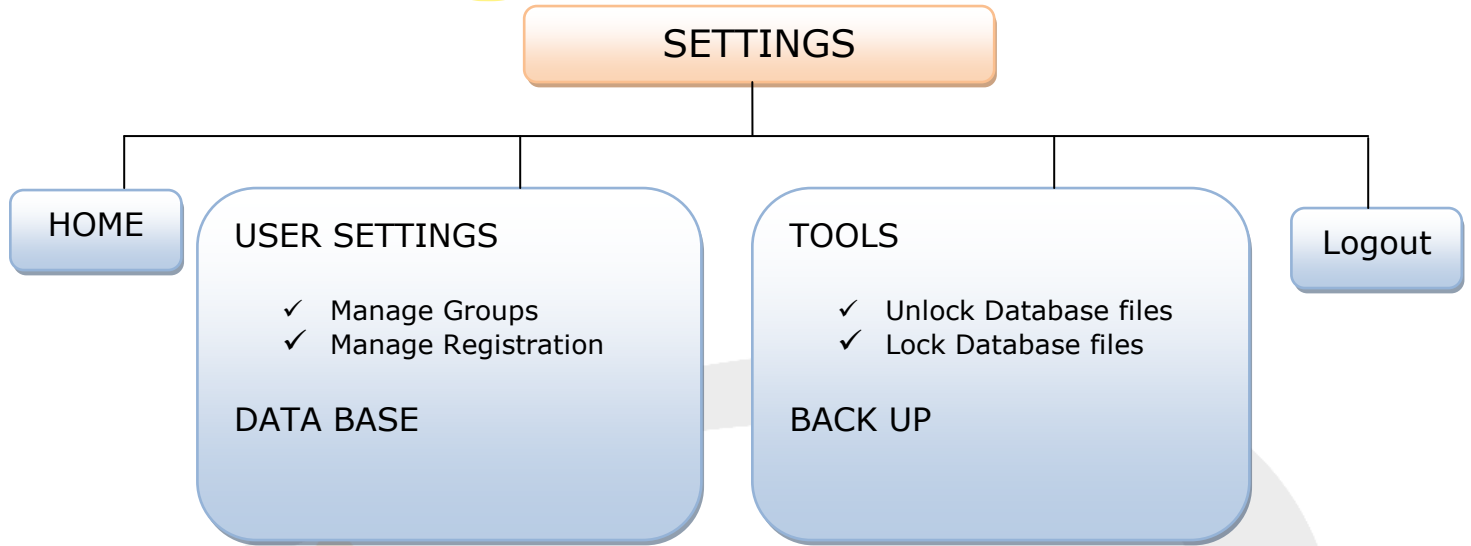 SETTINGS
HOME
USER SETTINGS
✓ Manage Groups
✓ Manage Registration
DATA BASE
TOOLS
✓ Unlock Database files
✓ Lock Database files
BACK UP
Logout